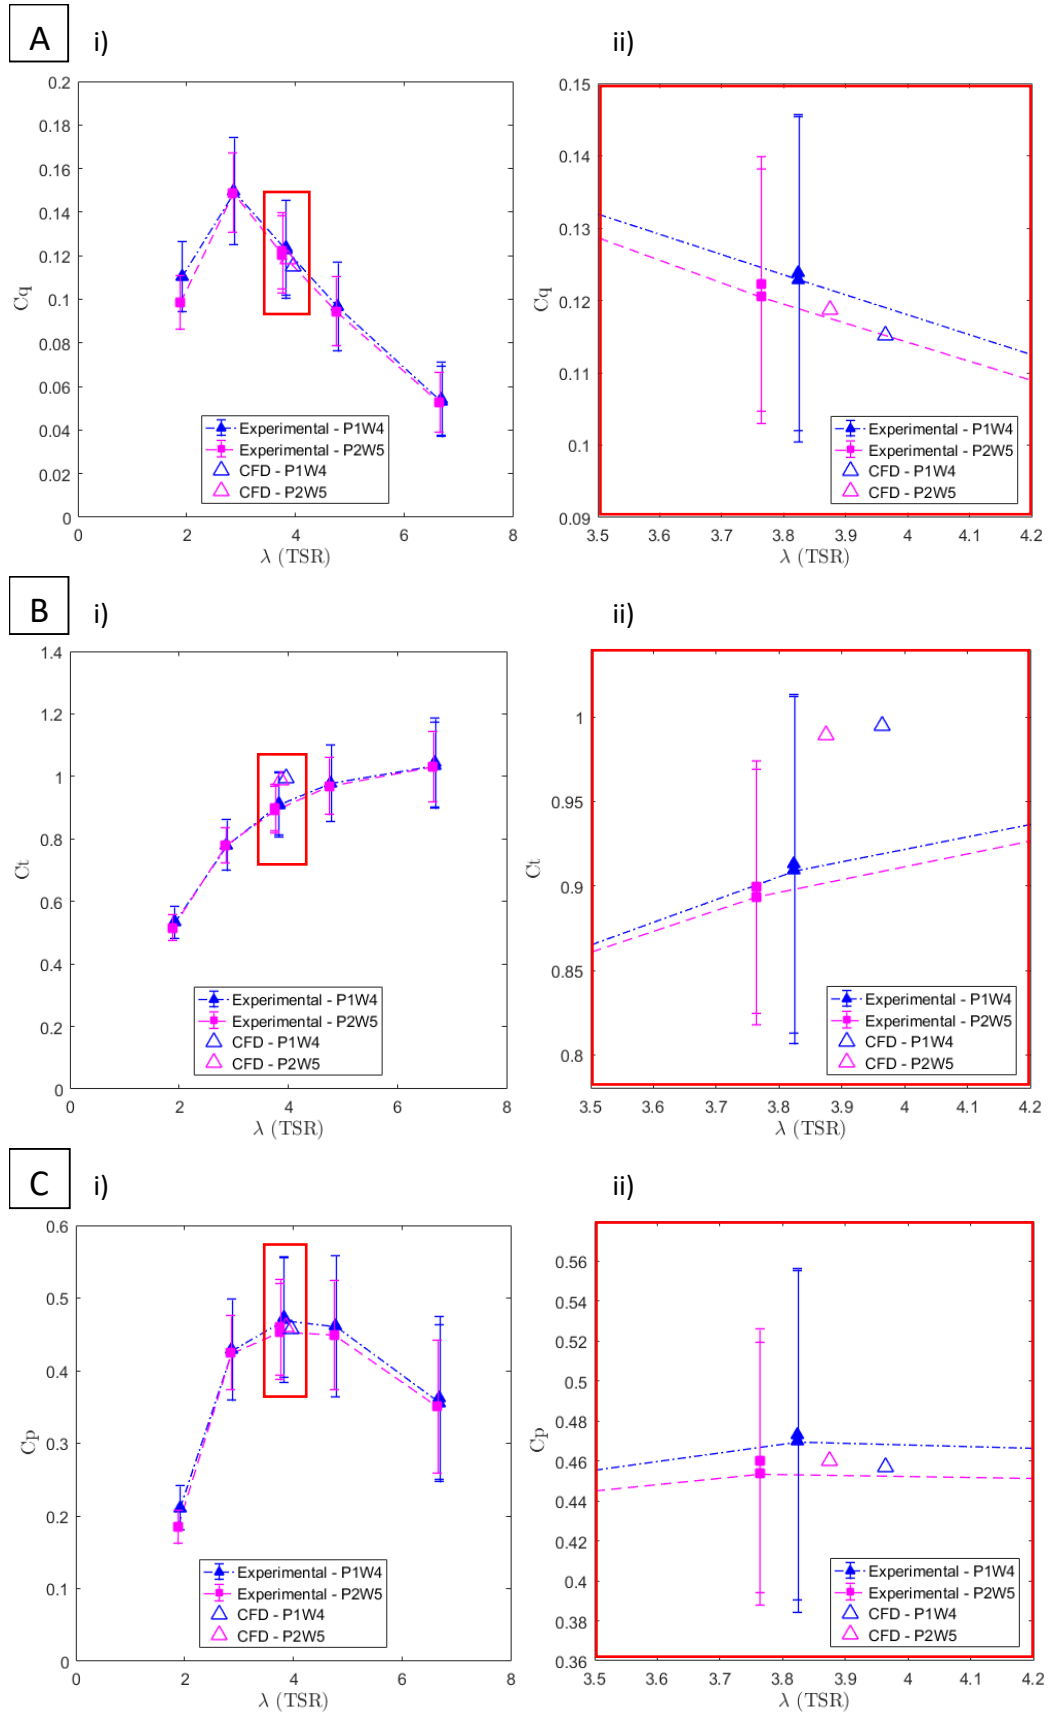 A
i)
ii)
0.2
0.18
0.16
0.14
0.12
0.1
0.08
0.06
0.04
0.02
0
Cq
0 2 4 6 8
λ (TSR)
Experimental - P1W4
Experimental - P2W5
CFD - P1W4
CFD - P2W5
0.15
0.14
0.13
0.12
0.11
0.1
0.09
Cq
3.5 3.6 3.7 3.8 3.9 4 4.1 4.2
λ (TSR)
Experimental - P1W4
Experimental - P2W5
CFD - P1W4
CFD - P2W5
B
i)
ii)
1.4
1.2
1
0.8
0.6
0.4
0.2
0
Ct
0 2 4 6 8
λ (TSR)
Experimental - P1W4
Experimental - P2W5
CFD - P1W4
CFD - P2W5
1
0.95
0.9
0.85
0.8
Ct
3.5 3.6 3.7 3.8 3.9 4 4.1 4.2
λ (TSR)
Experimental - P1W4
Experimental - P2W5
CFD - P1W4
CFD - P2W5
C
i)
ii)
0.6
0.5
0.4
0.3
0.2
0.1
0
Cp
0 2 4 6 8
λ (TSR)
Experimental - P1W4
Experimental - P2W5
CFD - P1W4
CFD - P2W5
0.56
0.54
0.52
0.5
0.48
0.46
0.44
0.42
0.4
0.38
0.36
Cp
3.5 3.6 3.7 3.8 3.9 4 4.1 4.2
λ (TSR)
Experimental - P1W4
Experimental - P2W5
CFD - P1W4
CFD - P2W5